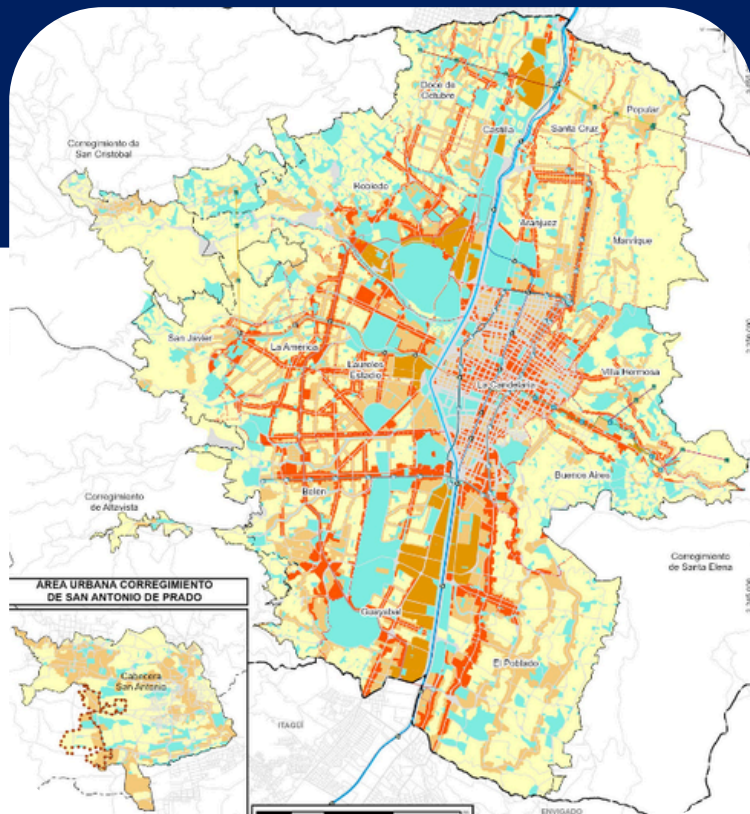 Doce de
Octubre
Popular
Castilla
Santa Cruz
Corregimiento de
San Cristobal
Robledo
Aranjuez
Manrique
San Javier
La America
Laureles
Estadio
La Candelaria
Villa Hermosa
Belen
Buenos Aires
Corregimiento
de Altavista
Corregimiento
de Santa Elena
AREA URBANA CORREGIMIENTO
DE SAN ANTONIO DE PRADO
Guayabal
El Poblado
Cabecera
San Antonio
ITAGÜÍ
ENVIGADO